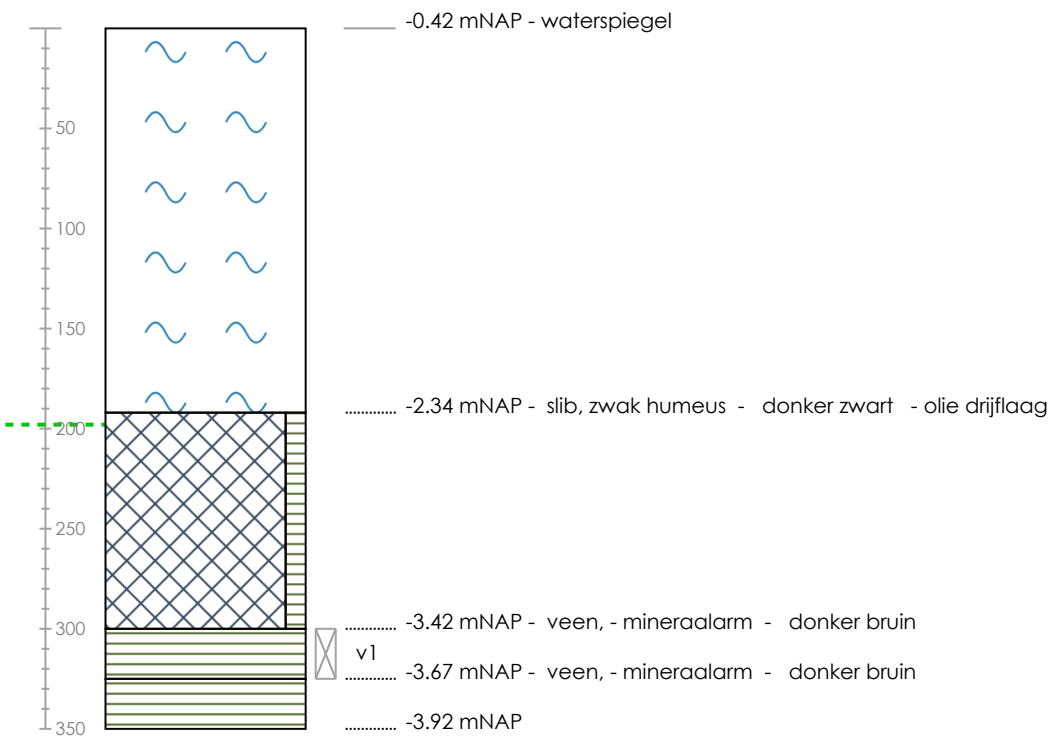 -0.42 mNAP - waterspiegel
50
100
150
-2.34 mNAP - slib, zwak humeus - donker zwart - olie drijflaag
200
250
-3.42 mNAP - veen, - mineraalarm - donker bruin
300
v1
-3.67 mNAP - veen, - mineraalarm - donker bruin
-3.92 mNAP
350